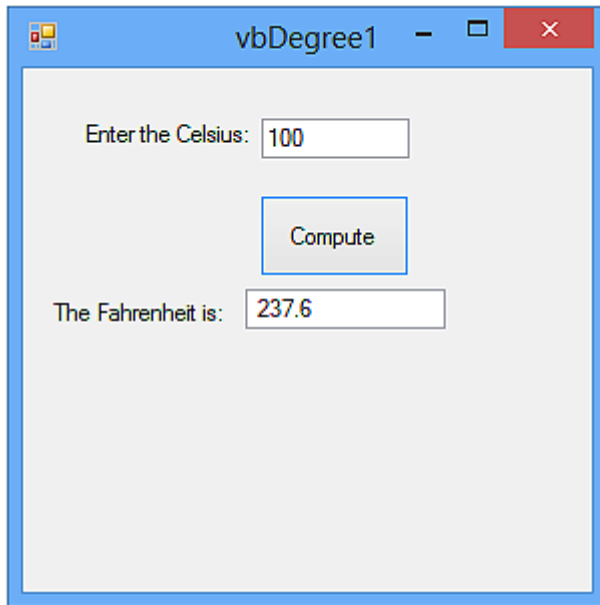 vbDegree1
Enter the Celsius: 100
Compute
The Fahrenheit is: 237.6